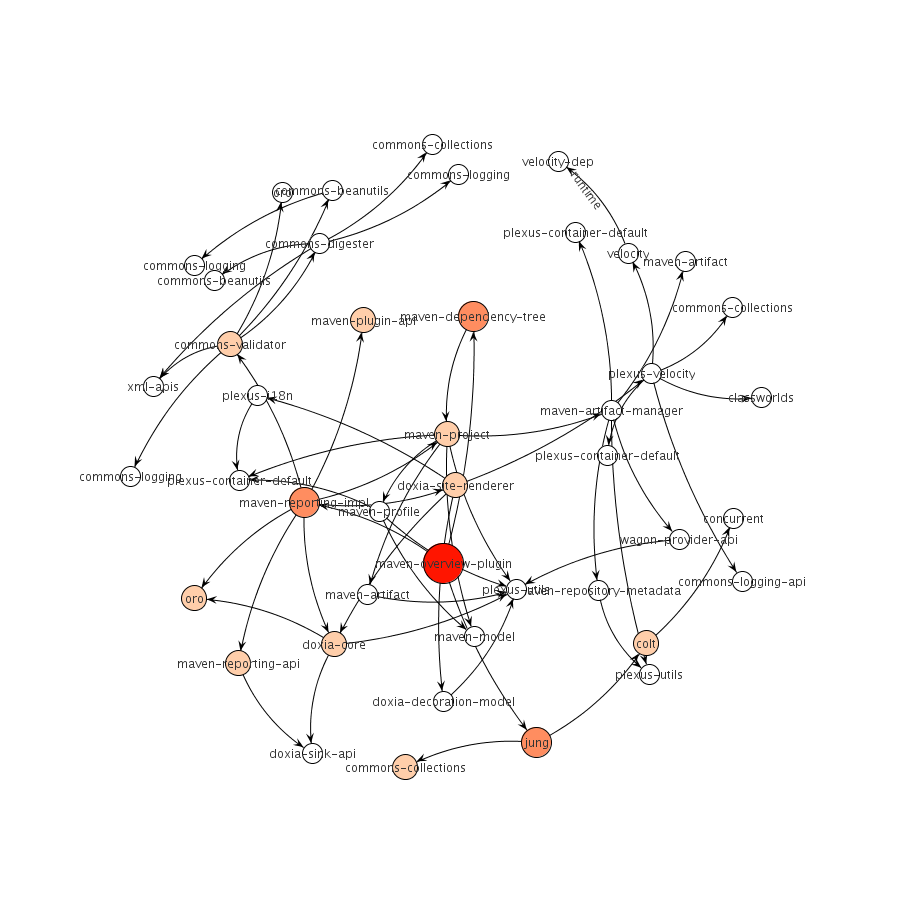 commons-collections
velocity-dep
commons-logging
runtime
oro
commons-beanutils
plexus-container-default
commons-digester
velocity
maven-artifact
commons-logging
commons-beanutils
commons-collections
maven-plugin-api
maven-dependency-tree
commons-validator
plexus-velocity
xml-apis
plexus-i18n
classworlds
maven-artifact-manager
maven-project
plexus-container-default
commons-logging
plexus-container-default
doxia-site-renderer
maven-reporting-impl
maven-profile
concurrent
wagon-provider-api
maven-overview-plugin
commons-logging-api
plexus-utils
maven-repository-metadata
maven-artifact
oro
maven-model
doxia-core
colt
maven-reporting-api
plexus-utils
doxia-decoration-model
jung
doxia-sink-api
commons-collections